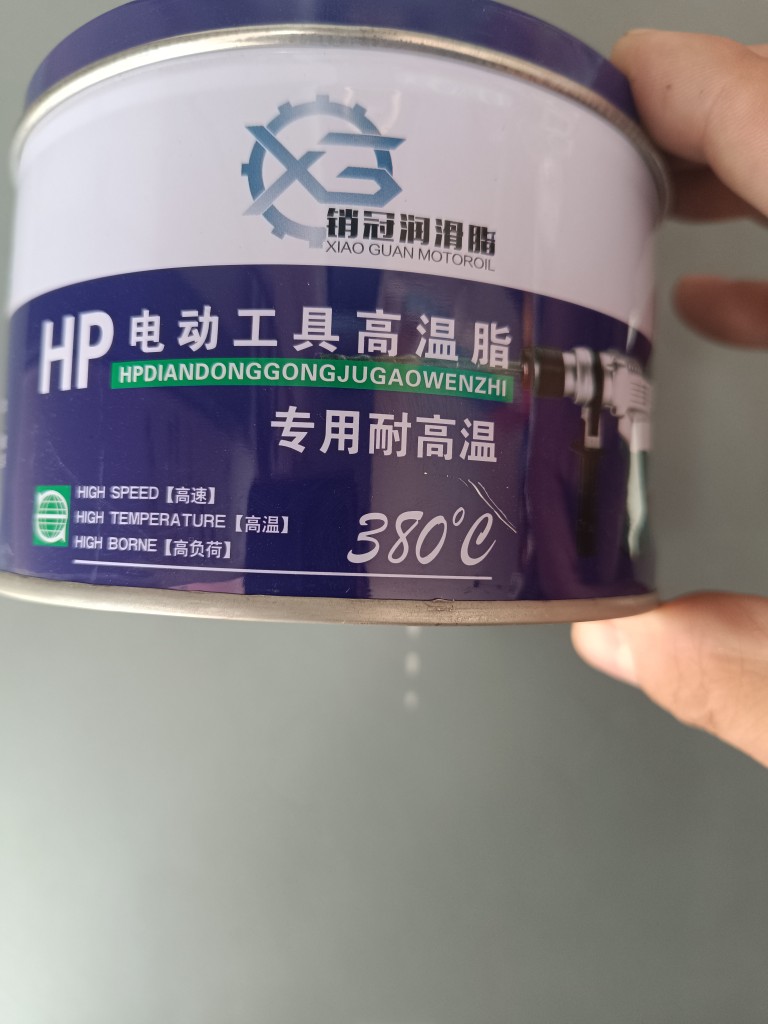 XG
销冠润滑脂
XIAO GUAN MOTOROIL
HP 电动工具高温脂
HPDIANDONGGONGJUGAOWENZHI
专用耐高温
HIGH SPEED【高速】
HIGH TEMPERATURE【高温】
HIGH BORNE【高负荷】
380°C